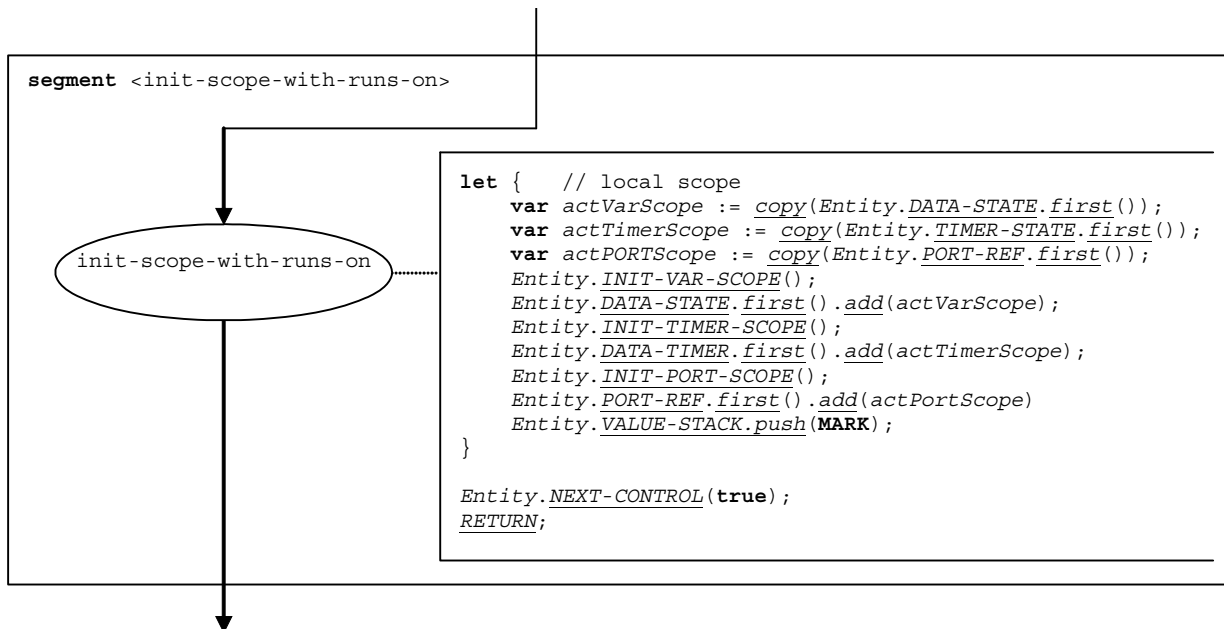 segment <init-scope-with-runs-on>
init-scope-with-runs-on
let {   // local scope
    var actVarScope := copy(Entity.DATA-STATE.first());
    var actTimerScope := copy(Entity.TIMER-STATE.first());
    var actPORTScope := copy(Entity.PORT-REF.first());
    Entity.INIT-VAR-SCOPE();
    Entity.DATA-STATE.first().add(actVarScope);
    Entity.INIT-TIMER-SCOPE();
    Entity.DATA-TIMER.first().add(actTimerScope);
    Entity.INIT-PORT-SCOPE();
    Entity.PORT-REF.first().add(actPortScope)
    Entity.VALUE-STACK.push(MARK);
}
Entity.NEXT-CONTROL(true);
RETURN;